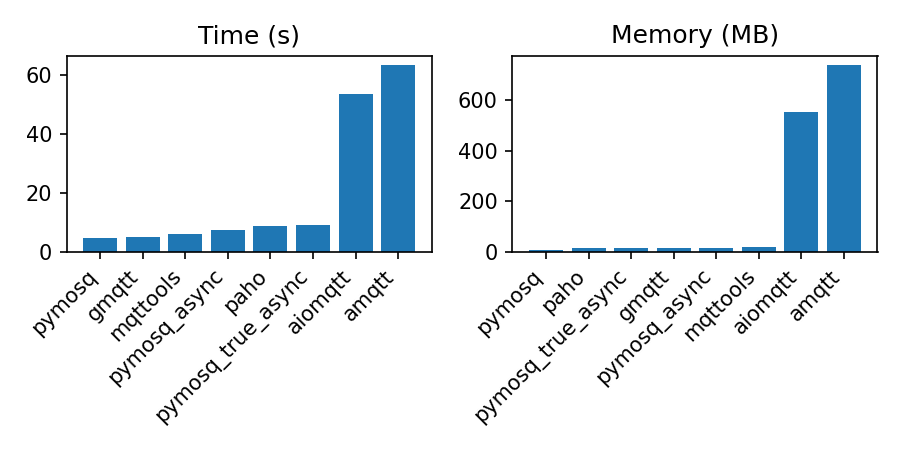 Time (s)
60
40
20
0
pymosq
gmqtt
mqttools
pymosq_async
paho
pymosq_true_async
aiomqtt
amqtt
Memory (MB)
600
400
200
0
pymosq
paho
pymosq_true_async
gmqtt
pymosq_async
mqttools
aiomqtt
amqtt